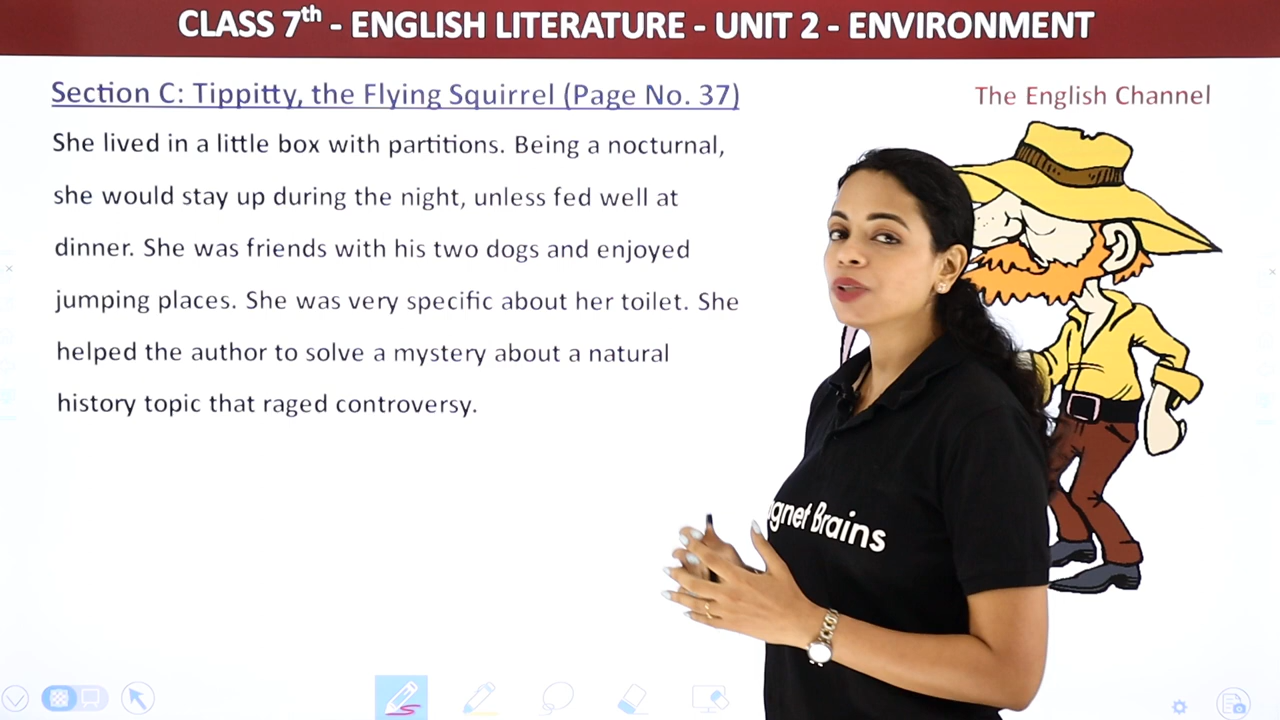 CLASS 7th - ENGLISH LITERATURE - UNIT 2 - ENVIRONMENT
Section C: Tippitty, the Flying Squirrel (Page No. 37)
The English Channel
She lived in a little box with partitions. Being a nocturnal,
she would stay up during the night, unless fed well at
dinner. She was friends with his two dogs and enjoyed
jumping places. She was very specific about her toilet. She
helped the author to solve a mystery about a natural
history topic that raged controversy.
Brains